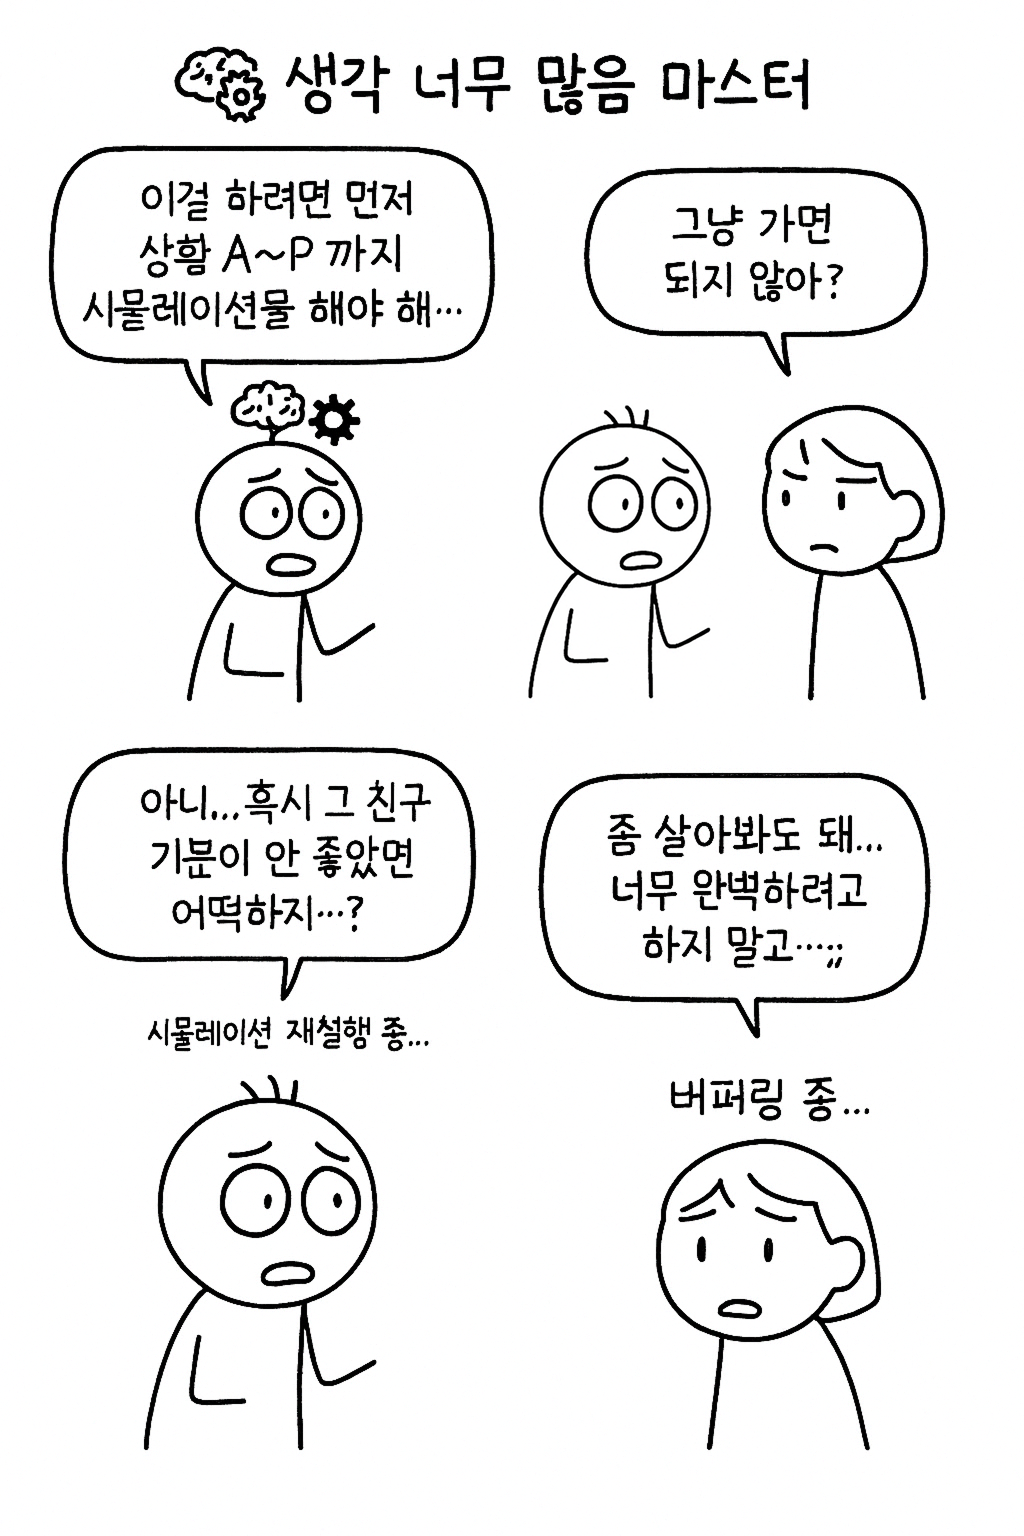 생각 너무 많음 마스터
이걸 하려면 먼저
상황 A~P 까지
시물레이션물 해야 해…
그냥 가면
되지 않아?
아니...혹시 그 친구
기분이 안 좋았면
어떡하지…?
시물레이션 재철행 종...
좀 살아봐도 돼...
너무 완벽하려고
하지 말고…;;
버퍼링 종...